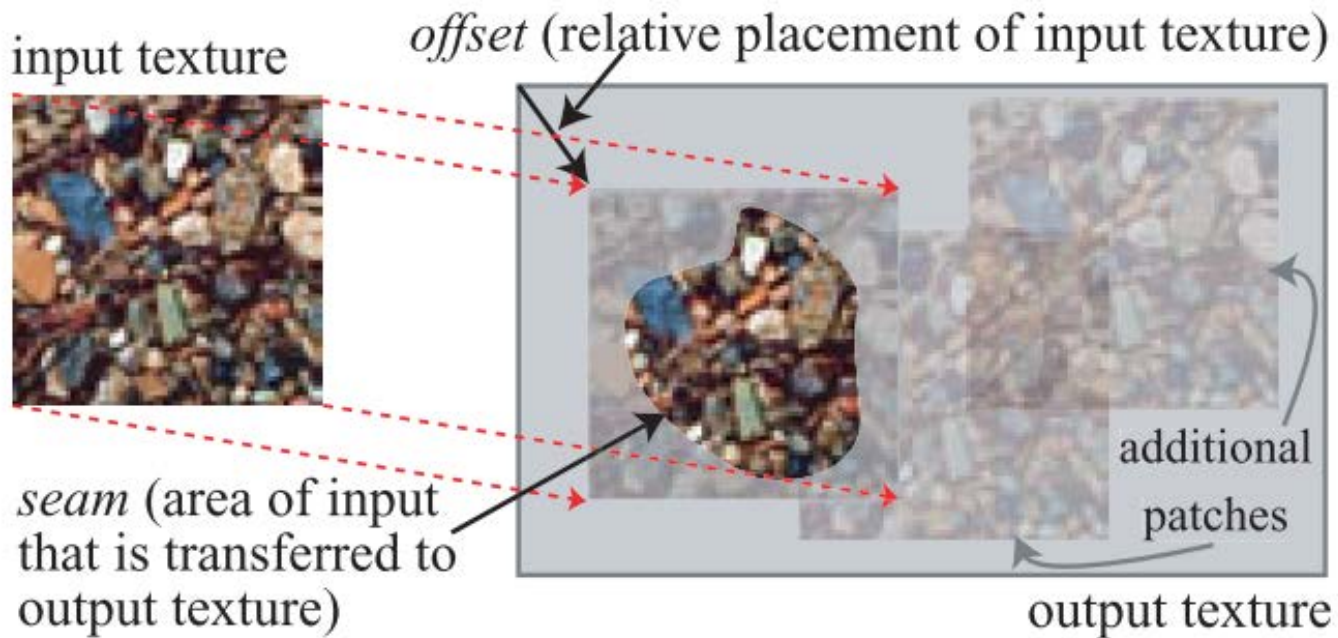 offset (relative placement of input texture)
input texture
seam (area of input
that is transferred to
output texture)
additional
patches
output texture